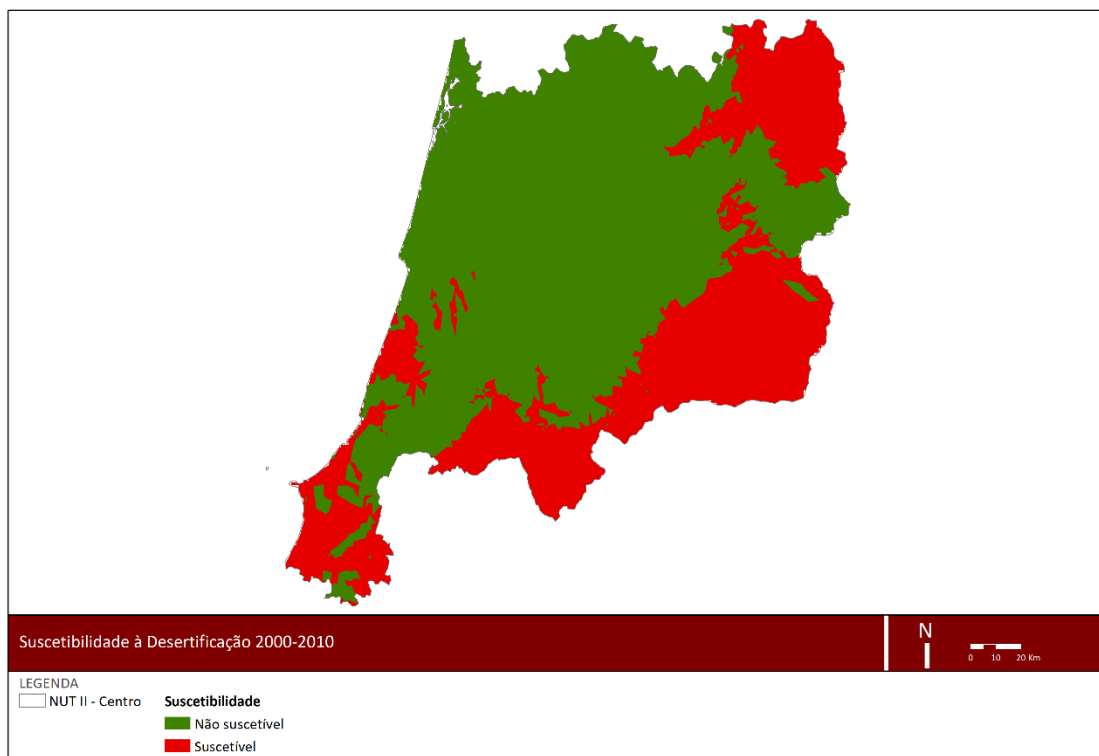 Suscetibilidade à Desertificação 2000-2010
N
0 10 20 Km
LEGENDA
NUT II - Centro
Suscetibilidade
Não suscetível
Suscetível